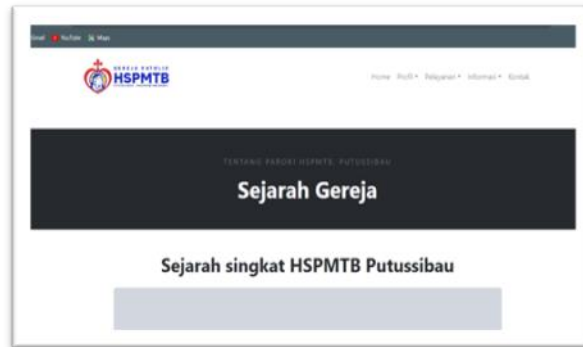 Gmail YouTube Maps
GEREJA KATOLIK
HSPMTB
Home Profil Pelayanan Informasi Kontak
TENTANG PAROKI HSPMTB, PUTUSSIBAU
Sejarah Gereja
Sejarah singkat HSPMTB Putussibau